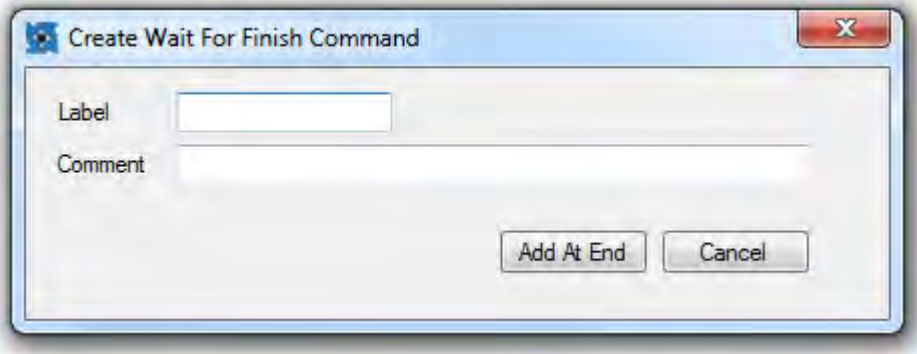 Create Wait For Finish Command
Label
Comment
Add At End Cancel